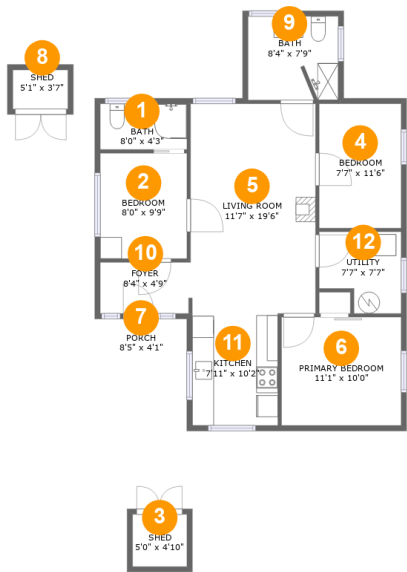 9
BATH
8'4" x 7'9"
8
SHED
5'1" x 3'7"
1
BATH
8'0" x 4'3"
4
BEDROOM
7'7" x 11'6"
2
BEDROOM
8'0" x 9'9"
5
LIVING ROOM
11'7" x 19'6"
12
UTILITY
7'7" x 7'7"
10
FOYER
8'4" x 4'9"
7
PORCH
8'5" x 4'1"
11
KITCHEN
7'11" x 10'2"
6
PRIMARY BEDROOM
11'1" x 10'0"
3
SHED
5'0" x 4'10"